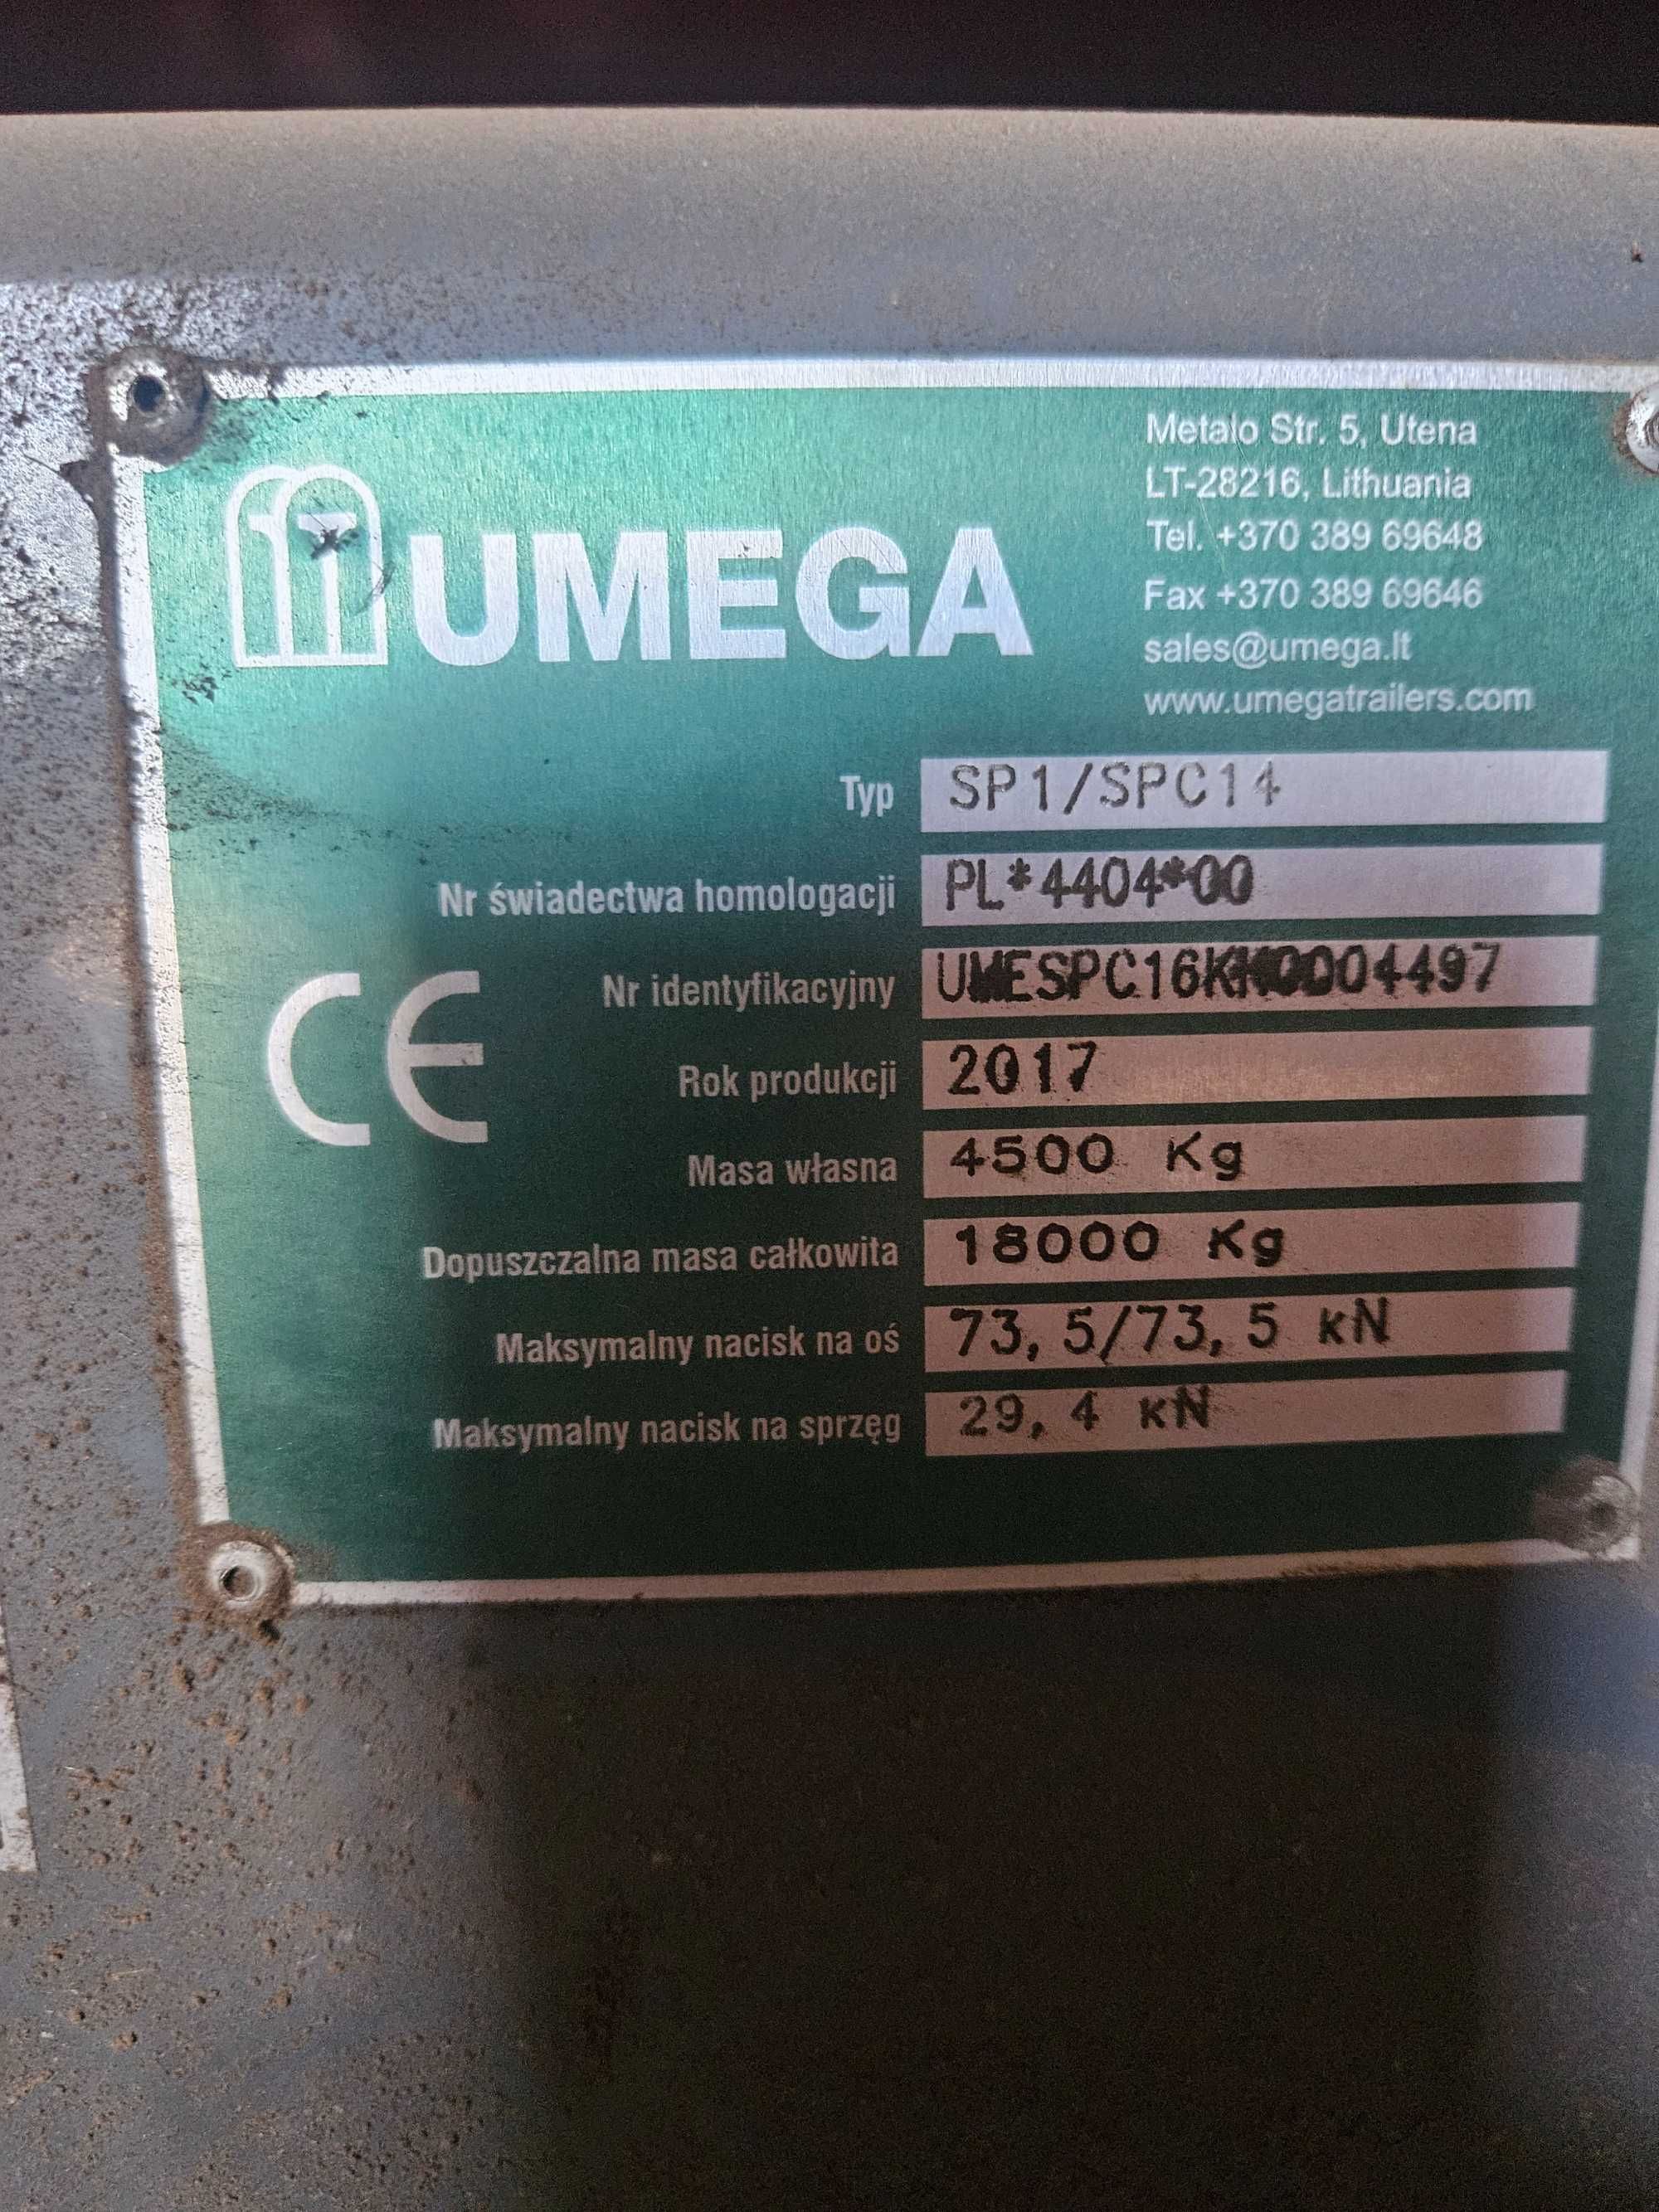 UMEGA
Metalo Str. 5, Utena
LT-28216, Lithuania
Tel. +370 389 69648
Fax +370 389 69646
sales@umega.lt
www.umegatrailers.com
Typ SP1/SPC14
Nr świadectwa homologacji PL*4404*00
Nr identyfikacyjny
Rok produkcji 2017
CE
Masa własna 4500 Kg
Dopuszczalna masa całkowita 18000 Kg
Maksymalny nacisk na oś 73,5/73,5 kN
Maksymalny nacisk na sprzęg 29,4 kN